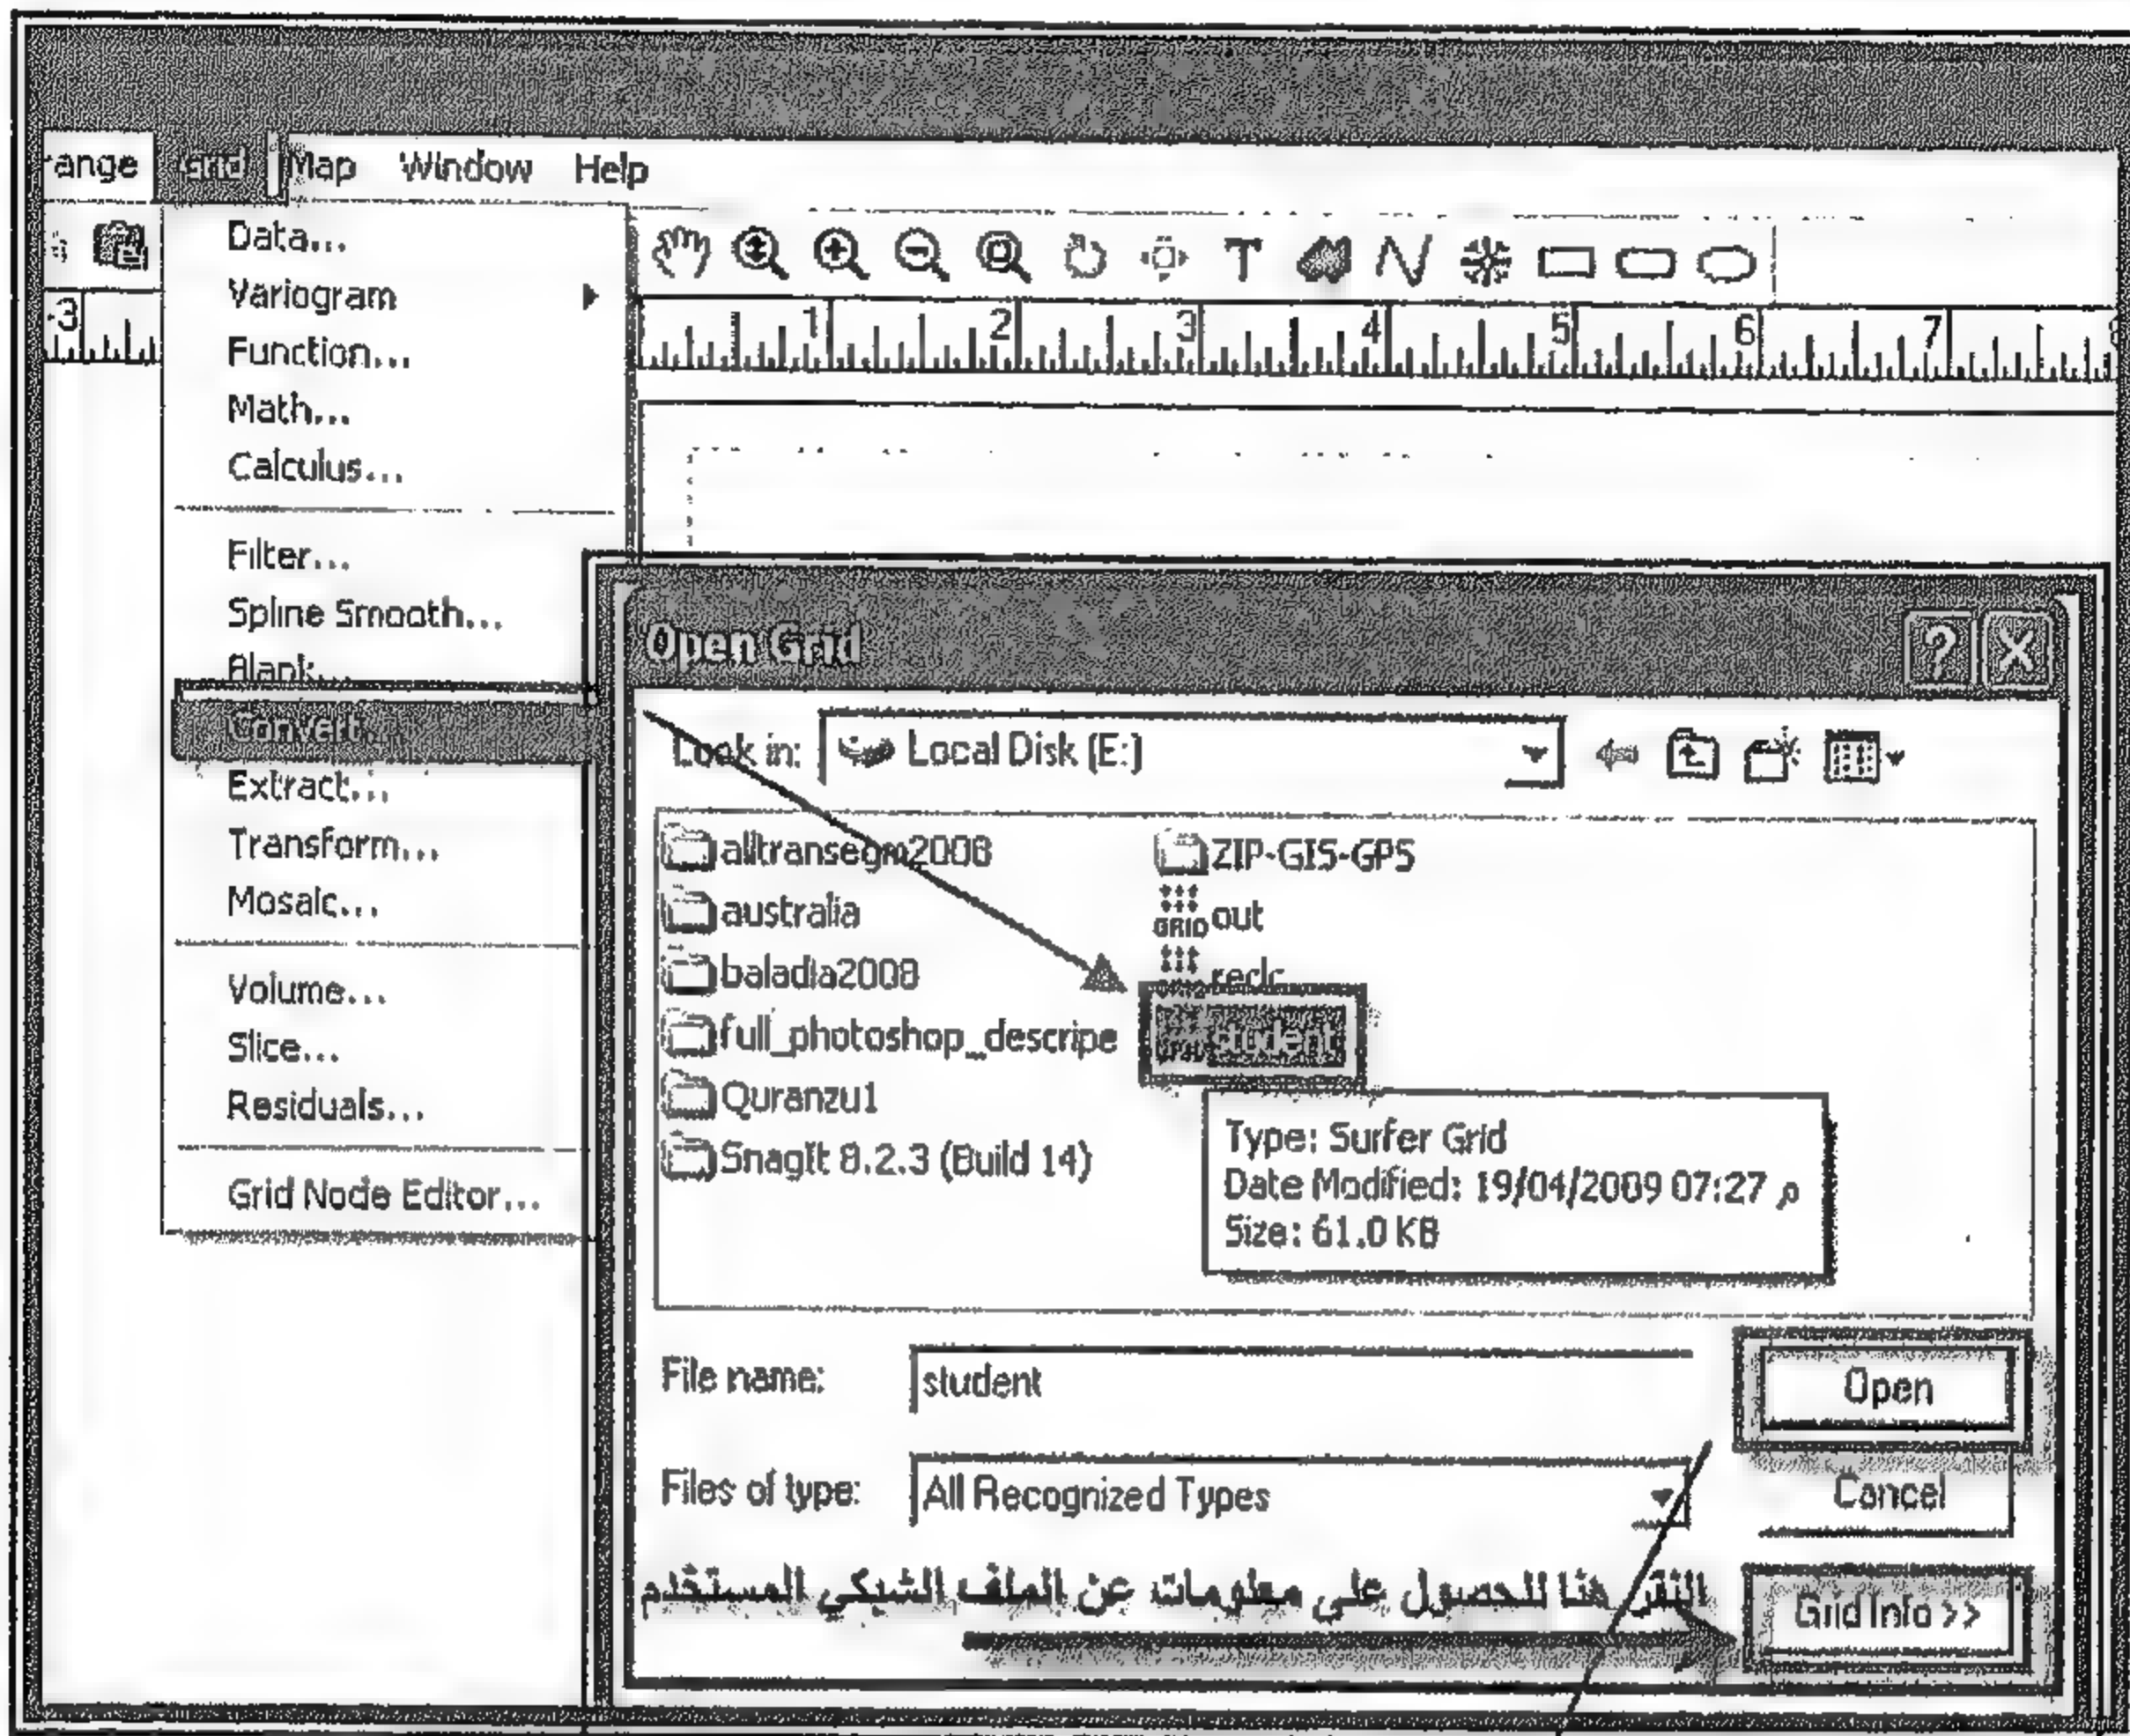 ange Grid Map Window Help
Data...
Variogram
Function...
Math...
Calculus...
Filter...
Spline Smooth...
Blank...
Convert...
Extract...
Transform...
Mosaic...
Volume...
Slice...
Residuals...
Grid Node Editor...
-3 1 2 3 4 5 6 7 8
Open Grid
Look in: Local Disk (E:)
alltransegm2008
australia
baladia2008
full_photoshop_descripe
Quranzu1
SnagIt 8.2.3 (Build 14)
ZIP-GIS-GPS
GRID out
reclc
student
Type: Surfer Grid
Date Modified: 19/04/2009 07:27 م
Size: 61.0 KB
File name: student
Open
Files of type: All Recognized Types
Cancel
انقر هنا للحصول على معلومات عن الملف الشبكي المستخدم
Grid Info >>